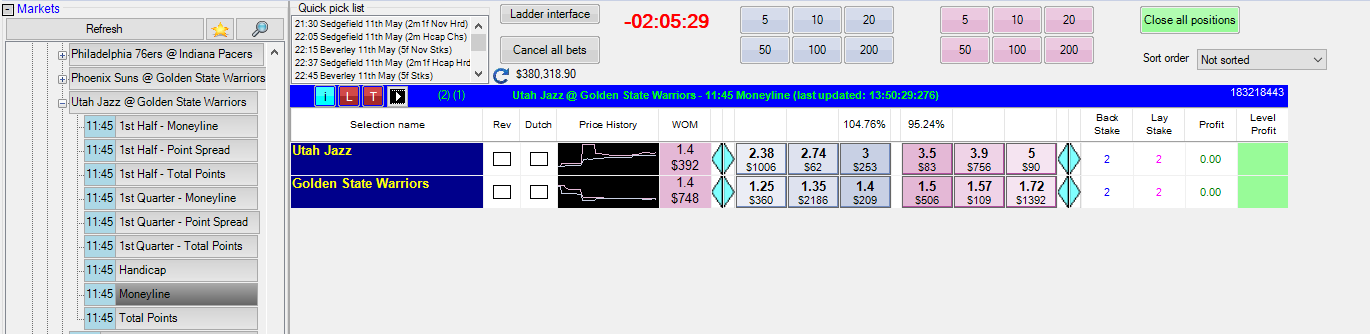 Markets
Refresh
Philadelphia 76ers @ Indiana Pacers
Phoenix Suns @ Golden State Warriors
Utah Jazz @ Golden State Warriors
11:45 1st Half - Moneyline
11:45 1st Half - Point Spread
11:45 1st Half - Total Points
11:45 1st Quarter - Moneyline
11:45 1st Quarter - Point Spread
11:45 1st Quarter - Total Points
11:45 Handicap
11:45 Moneyline
11:45 Total Points
Quick pick list
21:30 Sedgefield 11th May (2m1f Nov Hrd)
22:05 Sedgefield 11th May (2m Hcap Chs)
22:15 Beverley 11th May (5f Nov Stks)
22:37 Sedgefield 11th May (2m1f Hcap Hrd
22:45 Beverley 11th May (5f Stks)
Ladder interface
Cancel all bets
$380,318.90
-02:05:29
5 10 20
50 100 200
5 10 20
50 100 200
Close all positions
Sort order Not sorted
i L T (2) (1) Utah Jazz @ Golden State Warriors - 11:45 Moneyline (last updated: 13:50:29:276) 183218443
Selection name Rev Dutch Price History WOM 104.76% 95.24% Back Stake Lay Stake Profit Level Profit
Utah Jazz 1.4 2.38 2.74 3 3.5 3.9 5 2 2 0.00
$392 $1006 $62 $253 $83 $756 $90
Golden State Warriors 1.4 1.25 1.35 1.4 1.5 1.57 1.72 2 2 0.00
$748 $360 $2186 $209 $506 $109 $1392